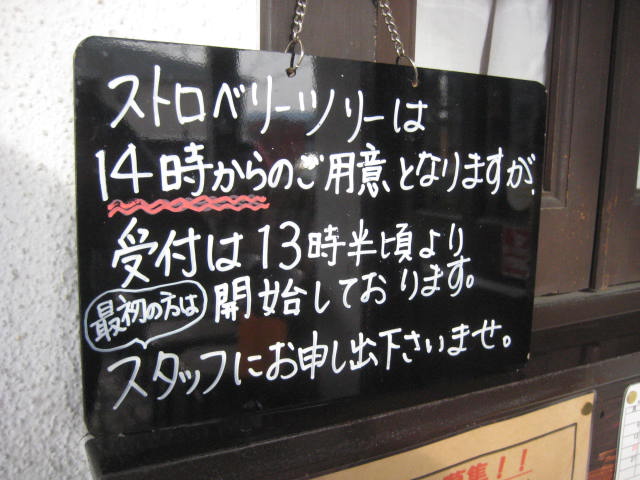 ストロベリーツリーは
14時からのご用意となりますが、
受付は13時半頃より
開始しております。
最初の方は
スタッフにお申し出下さいませ。
募集!!